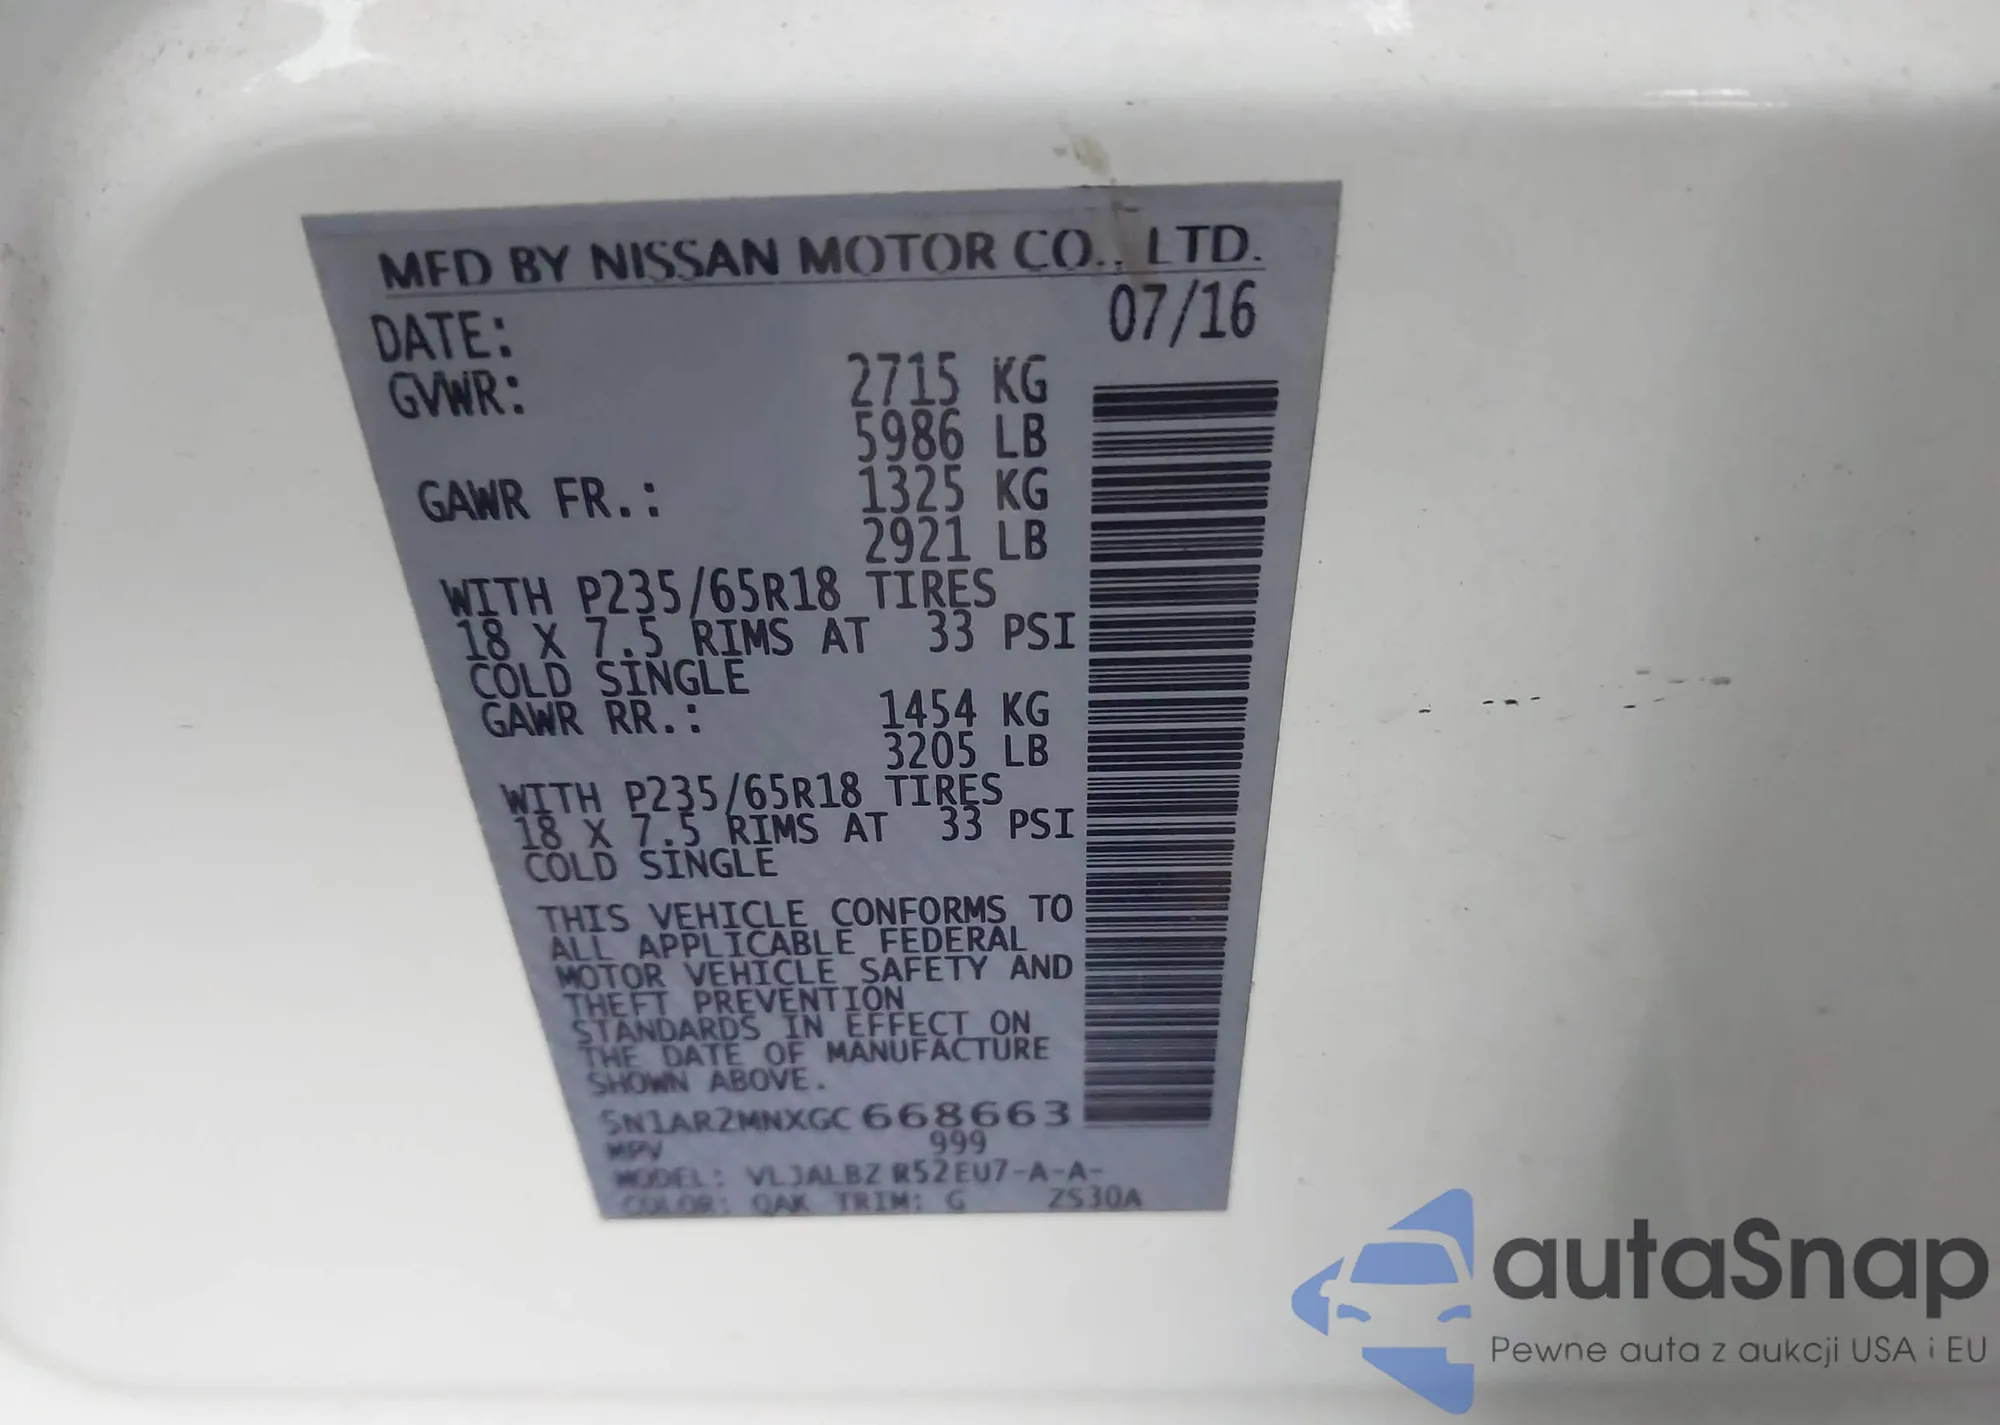 MFD BY NISSAN MOTOR CO., LTD.
DATE: 07/16
GVWR: 2715 KG
5986 LB
GAWR FR.: 1325 KG
2921 LB
WITH P235/65R18 TIRES
18 X 7.5 RIMS AT 33 PSI
COLD SINGLE
GAWR RR.: 1454 KG
3205 LB
WITH P235/65R18 TIRES
18 X 7.5 RIMS AT 33 PSI
COLD SINGLE
THIS VEHICLE CONFORMS TO
ALL APPLICABLE FEDERAL
MOTOR VEHICLE SAFETY AND
THEFT PREVENTION
STANDARDS IN EFFECT ON
THE DATE OF MANUFACTURE
SHOWN ABOVE.
5N1AR2MNXGC668663
MPV 999
MODEL: VLJALBZ R52EU7-A-A-
COLOR: QAK TRIM: G ZS30A
autaSnap
Pewne auta z aukcji USA i EU